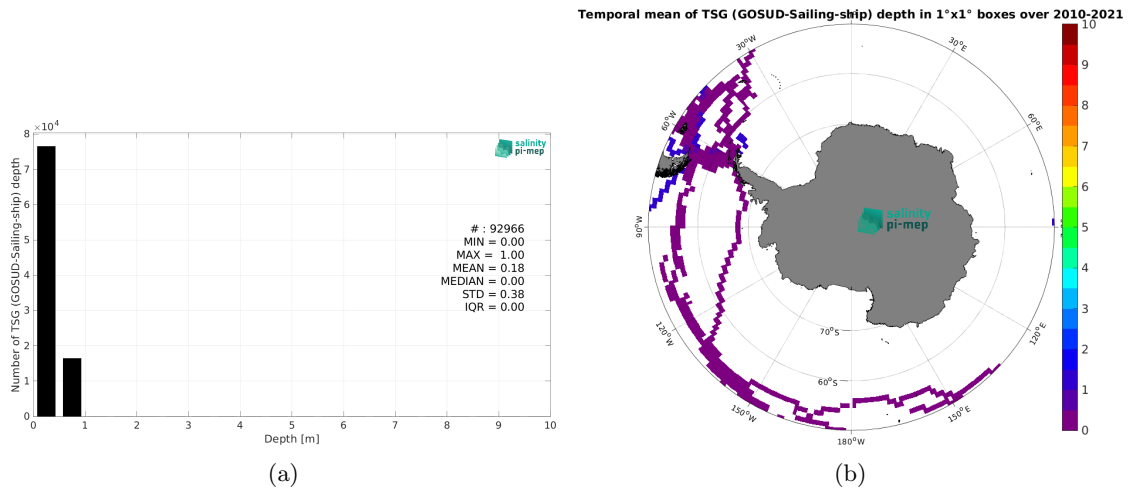 Temporal mean of TSG (GOSUD-Sailing-ship) depth in 1°x1° boxes over 2010-2021
×10⁴
8
7
6
5
4
3
2
1
0
Number of TSG (GOSUD-Sailing-ship) depth
salinity
pi-mep
# : 92966
MIN = 0.00
MAX = 1.00
MEAN = 0.18
MEDIAN = 0.00
STD = 0.38
IQR = 0.00
0 1 2 3 4 5 6 7 8 9 10
Depth [m]
(a)
30°W
30°E
60°W
60°E
90°W
salinity
pi-mep
120°W
120°E
70°S
60°S
150°W
150°E
180°W
10
9
8
7
6
5
4
3
2
1
0
(b)